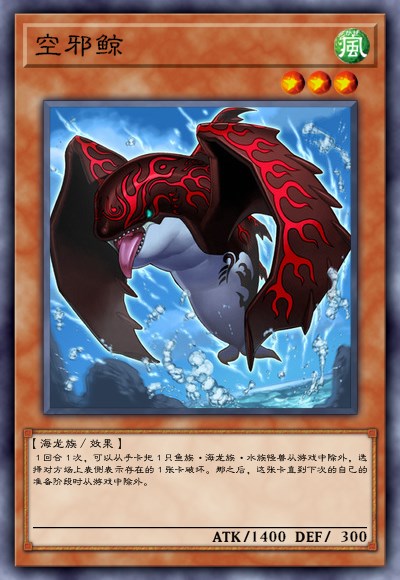 空邪鲸
風
【海龙族／效果】
1回合1次，可以从手卡把1只鱼族·海龙族·水族怪兽从游戏中除外，选
择对方场上表侧表示存在的1张卡破坏。那之后，这张卡直到下次的自己的
准备阶段时从游戏中除外。
ATK/1400 DEF/ 300